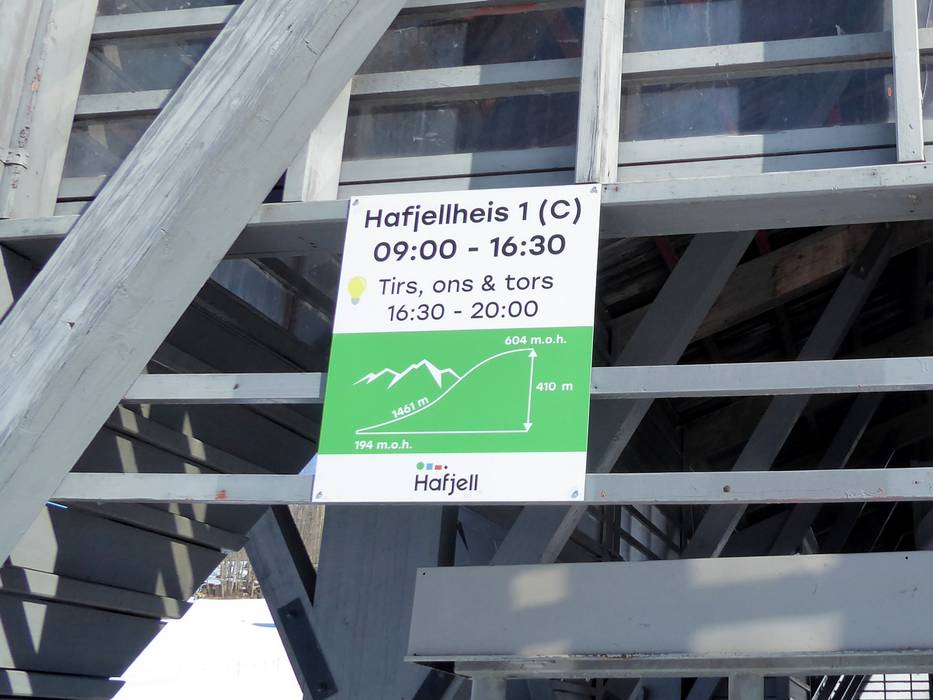 Hafjellheis 1 (C)
09:00 - 16:30
Tirs, ons & tors
16:30 - 20:00
604 m.o.h.
410 m
1461 m
194 m.o.h.
Hafjell